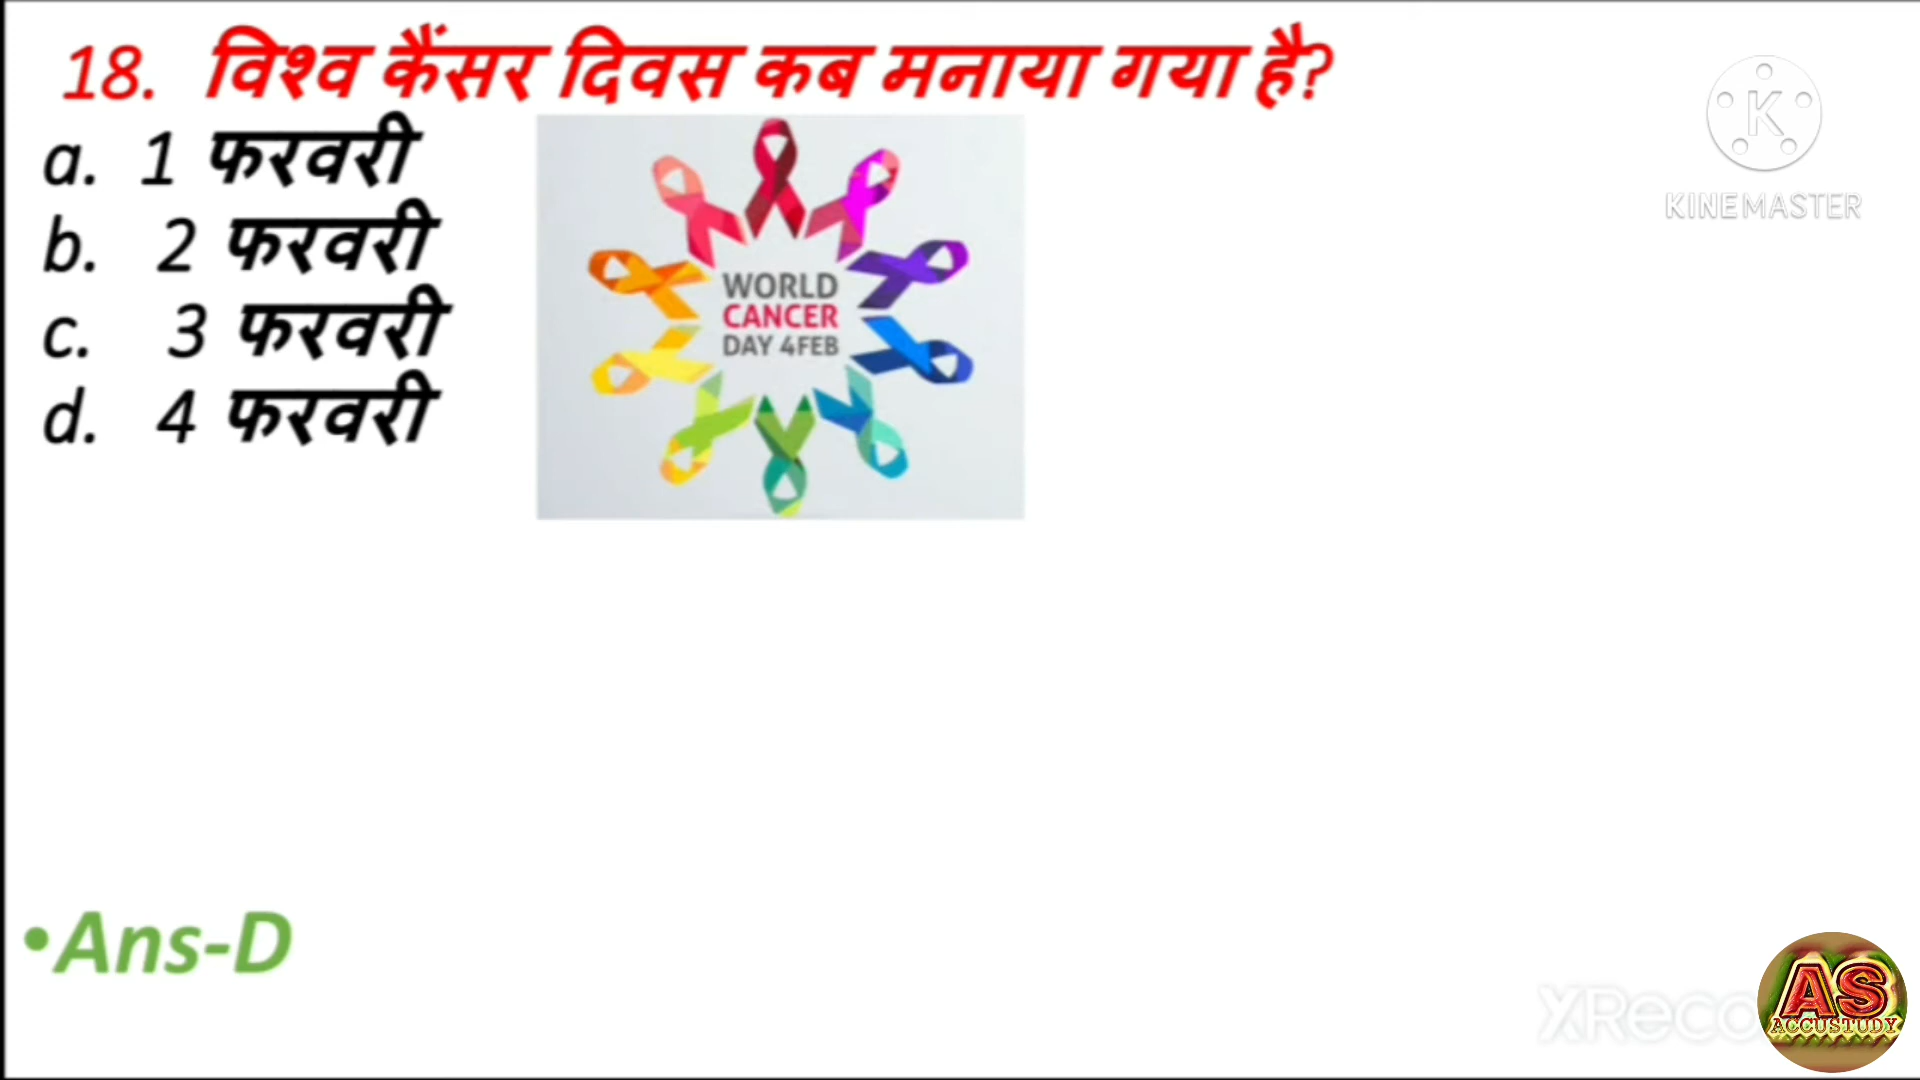 18. विश्व कैंसर दिवस कब मनाया गया है?
a. 1 फरवरी
b. 2 फरवरी
c. 3 फरवरी
d. 4 फरवरी
WORLD
CANCER
DAY 4FEB
K
KINEMASTER
•Ans-D
XReco
AS
ACCUSTUDY